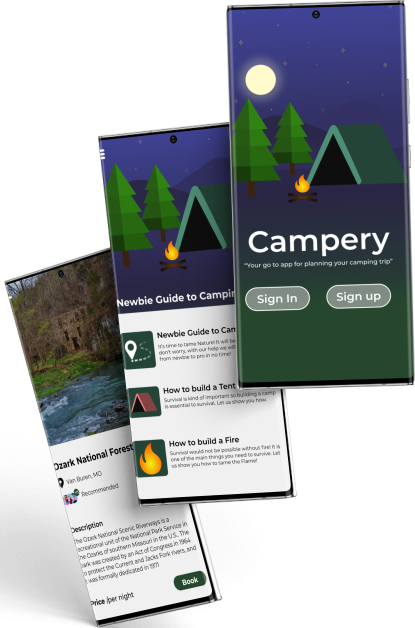 Campery
“Your go to app for planning your camping trip”
Sign In
Sign up
Newbie Guide to Campin
Newbie Guide to Cam
It's time to tame Nature! It will be
don't worry, with our help we will
from newbie to pro in no time!
How to build a Tent
Survival is kind of important so building a camp
is essential to survival. Let us show you how.
How to build a Fire
Survival would not be possible without fire! It is
one of the main things you need to survive. Let
us show you how to tame the Flame!
Ozark National Forest
Van Buren, MO
Recommended
Description
The Ozark National Scenic Riverways is a
recreational unit of the National Park Service in
the Ozarks of southern Missouri in the U.S.. The
park was created by an Act of Congress in 1964
to protect the Current and Jacks Fork rivers, and
was formally dedicated in 1971
Price /per night
Book